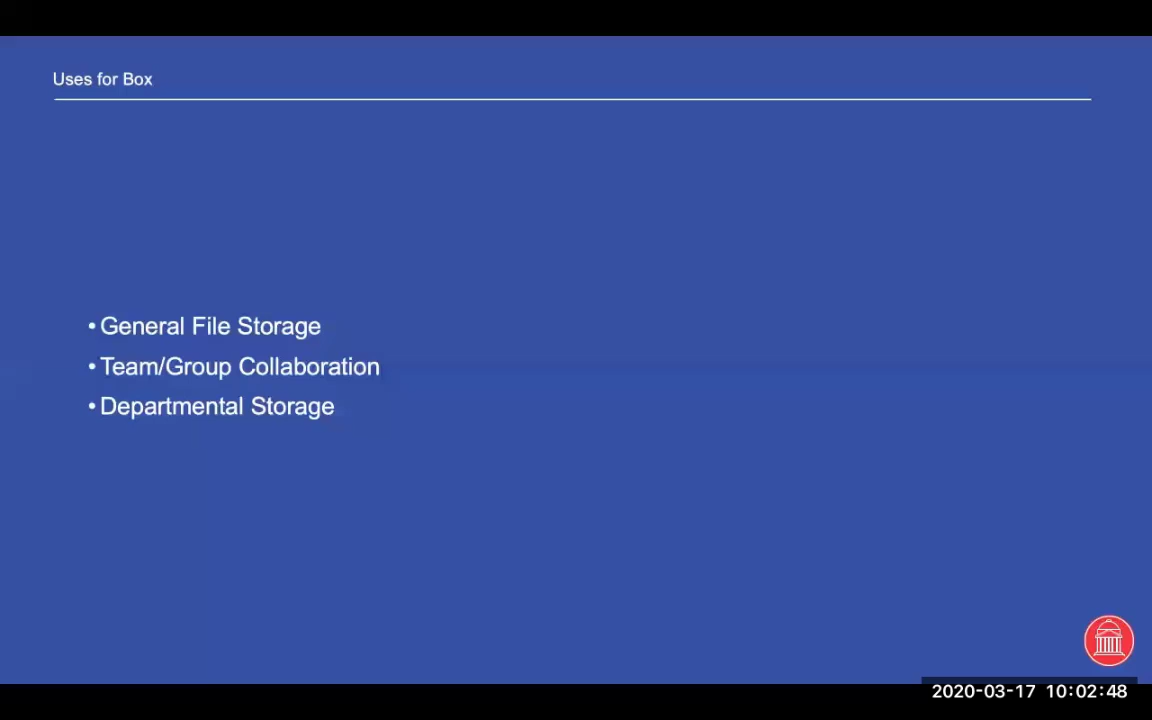 Uses for Box
• General File Storage
• Team/Group Collaboration
• Departmental Storage
2020-03-17 10:02:48